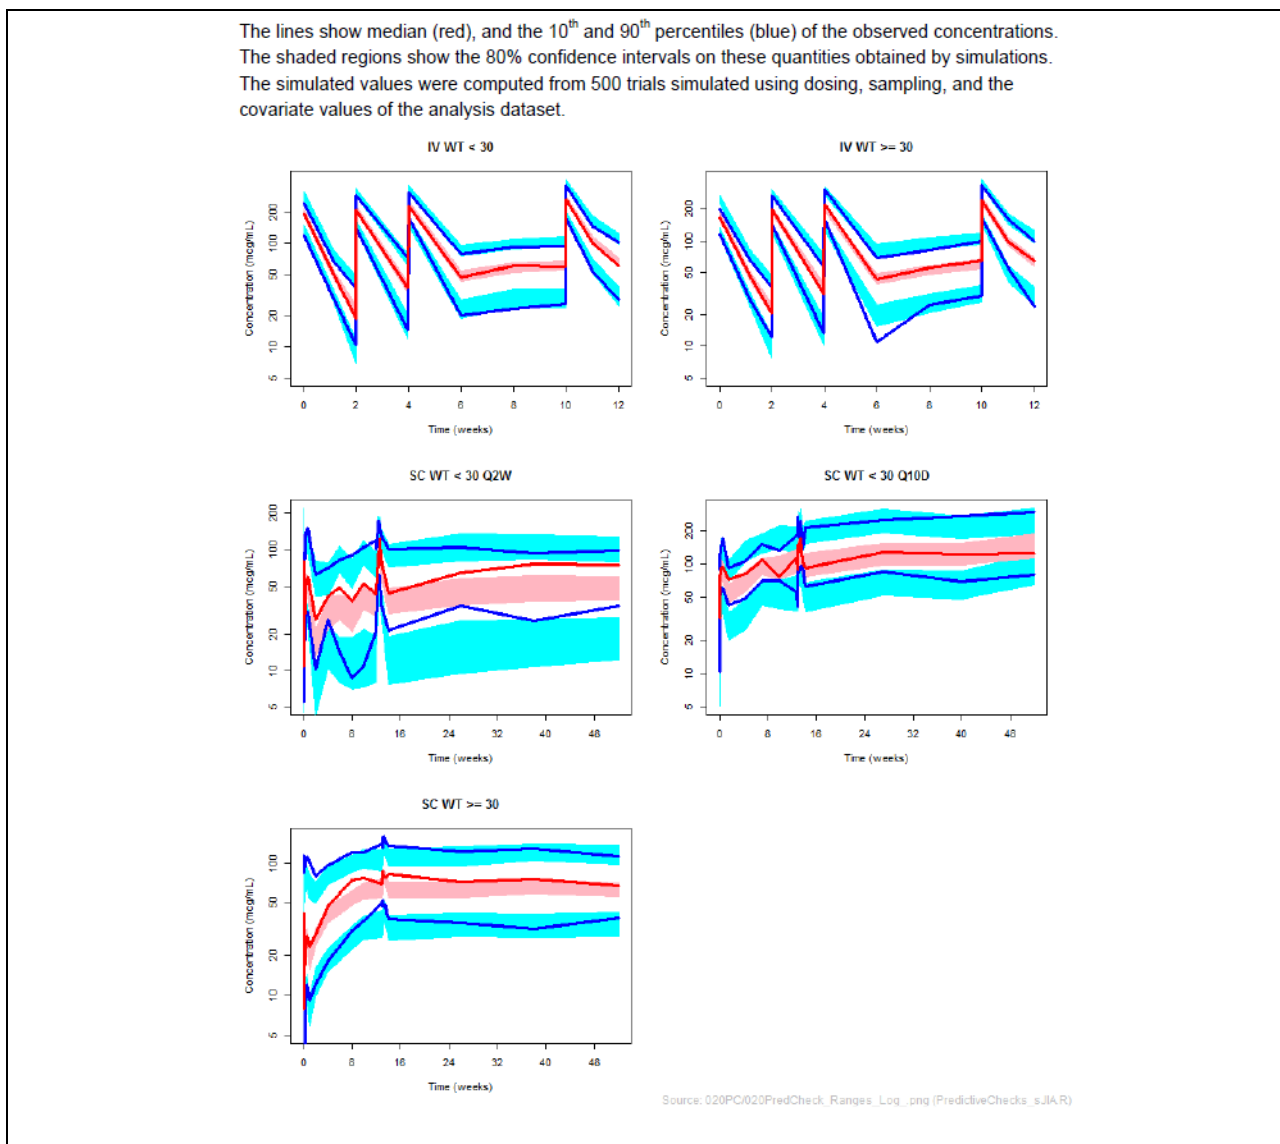 The lines show median (red), and the 10th and 90th percentiles (blue) of the observed concentrations.
The shaded regions show the 80% confidence intervals on these quantities obtained by simulations.
The simulated values were computed from 500 trials simulated using dosing, sampling, and the
covariate values of the analysis dataset.
IV WT < 30
Concentration (mcg/mL)
200
100
50
20
10
5
0 2 4 6 8 10 12
Time (weeks)
IV WT >= 30
Concentration (mcg/mL)
200
100
50
20
10
5
0 2 4 6 8 10 12
Time (weeks)
SC WT < 30 Q2W
Concentration (mcg/mL)
200
100
50
20
10
5
0 8 16 24 32 40 48
Time (weeks)
SC WT < 30 Q10D
Concentration (mcg/mL)
200
100
50
20
10
5
0 8 16 24 32 40 48
Time (weeks)
SC WT >= 30
Concentration (mcg/mL)
100
50
20
10
5
0 8 16 24 32 40 48
Time (weeks)
Source: 020PC/020PredCheck_Ranges_Log_.png (PredictiveChecks_sJIA.R)